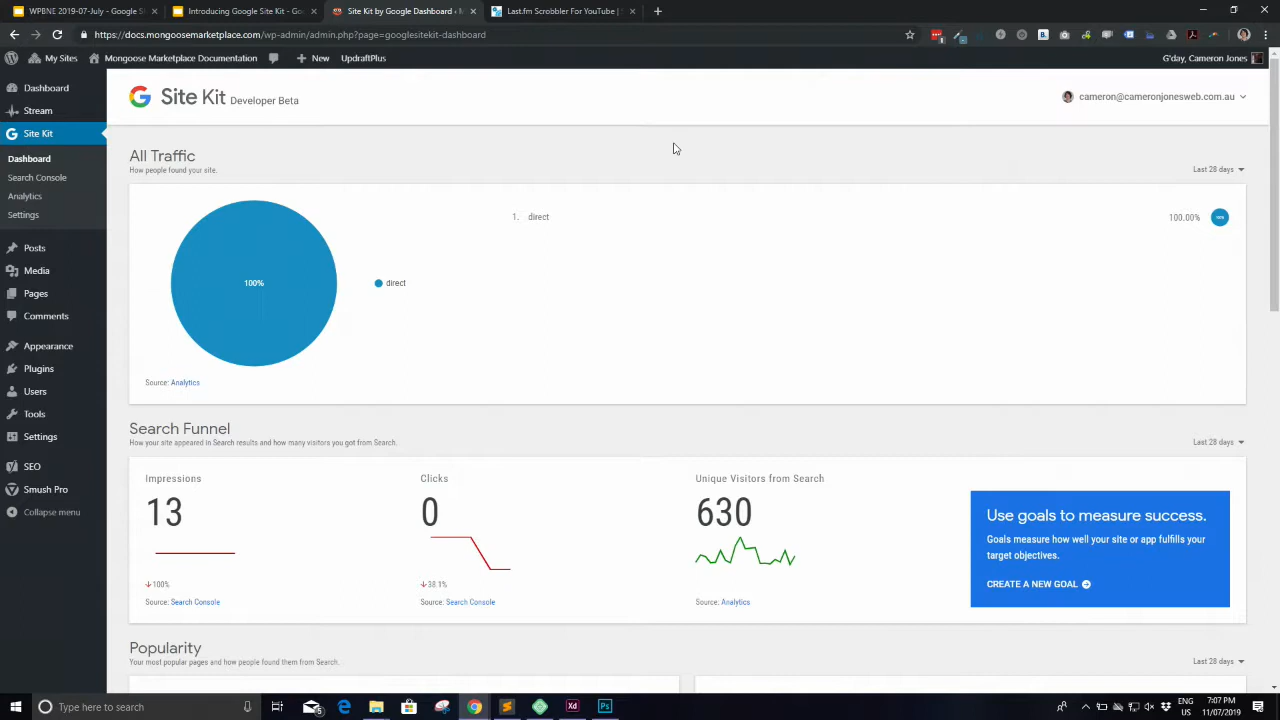 WPBNE 2019-07-July - Google Sl
Introducing Google Site Kit - Goo
Site Kit by Google Dashboard ‹ M
Last.fm Scrobbler For YouTube | S
https://docs.mongoosemarketplace.com/wp-admin/admin.php?page=googlesitekit-dashboard
My Sites Mongoose Marketplace Documentation New UpdraftPlus G'day, Cameron Jones
Dashboard
Stream
Site Kit
Dashboard
Search Console
Analytics
Settings
Posts
Media
Pages
Comments
Appearance
Plugins
Users
Tools
Settings
SEO
Smush Pro
Collapse menu
Site Kit Developer Beta
cameron@cameronjonesweb.com.au
All Traffic
How people found your site.
Last 28 days
100%
direct
1. direct
100.00%
Source: Analytics
Search Funnel
How your site appeared in Search results and how many visitors you got from Search.
Last 28 days
Impressions
13
100%
Source: Search Console
Clicks
0
38.1%
Source: Search Console
Unique Visitors from Search
630
Source: Analytics
Use goals to measure success.
Goals measure how well your site or app fulfills your
target objectives.
CREATE A NEW GOAL
Popularity
Your most popular pages and how people found them from Search.
Last 28 days
Type here to search
ENG
US
7:07 PM
11/07/2019